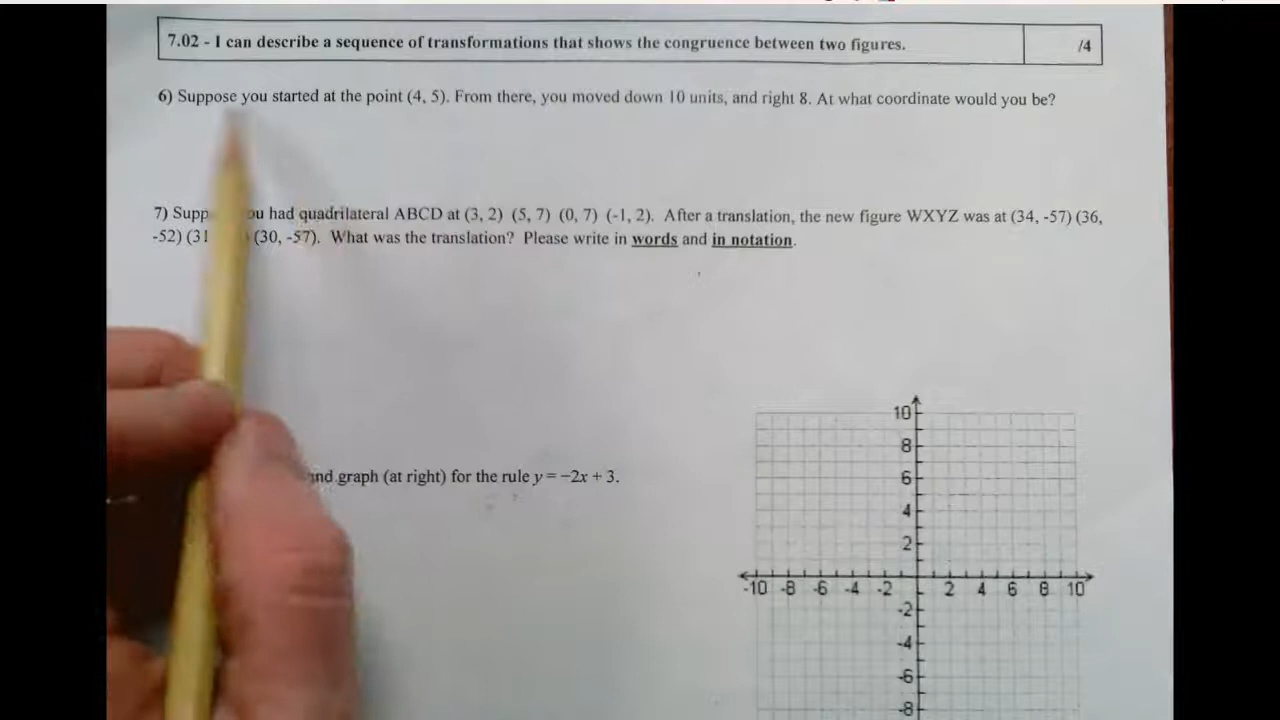 7.02 - I can describe a sequence of transformations that shows the congruence between two figures. /4
6) Suppose you started at the point (4, 5). From there, you moved down 10 units, and right 8. At what coordinate would you be?
7) had quadrilateral ABCD at (3, 2) (5, 7) (0, 7) (-1, 2). After a translation, the new figure WXYZ was at (34, -57) (36,
-52) (31 (30, -57). What was the translation? Please write in words and in notation.
and graph (at right) for the rule y = −2x + 3.
10
8
6
4
2
-10 -8 -6 -4 -2 2 4 6 8 10
-2
-4
-6
-8